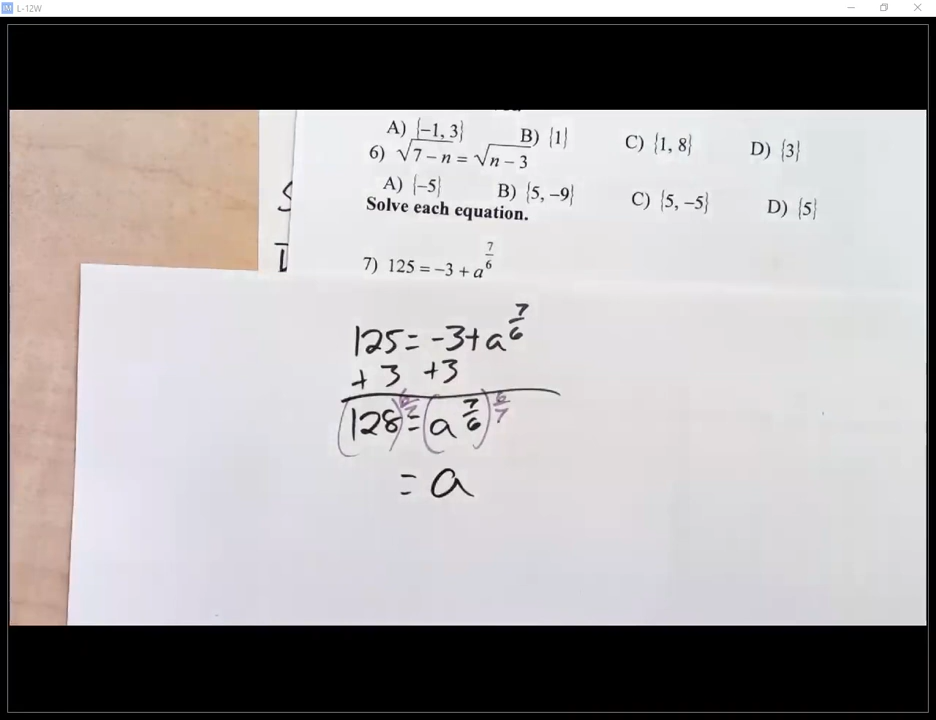 L-12W
A) {−1, 3} B) {1} C) {1, 8} D) {3}
6) √7 − n = √n − 3
A) {−5} B) {5, −9} C) {5, −5} D) {5}
Solve each equation.
7) 125 = −3 + a^(7/6)
125 = -3 + a^(7/6)
+ 3 +3
(128)^(6/7) = (a^(7/6))^(6/7)
= a